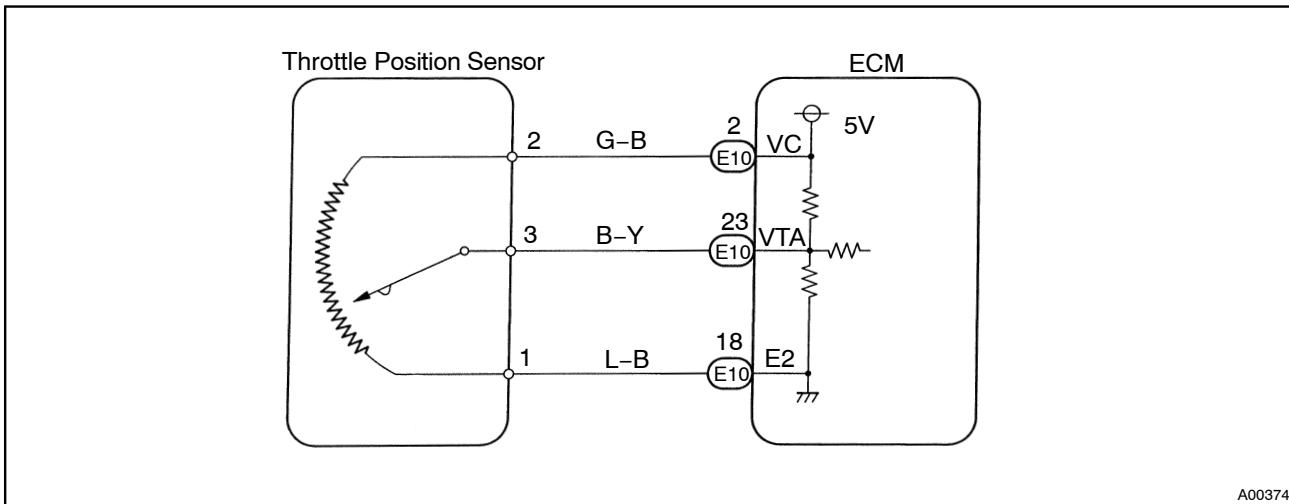 Throttle Position Sensor
ECM
5V
2 G−B 2 E10 VC
3 B−Y 23 E10 VTA
1 L−B 18 E10 E2
A00374